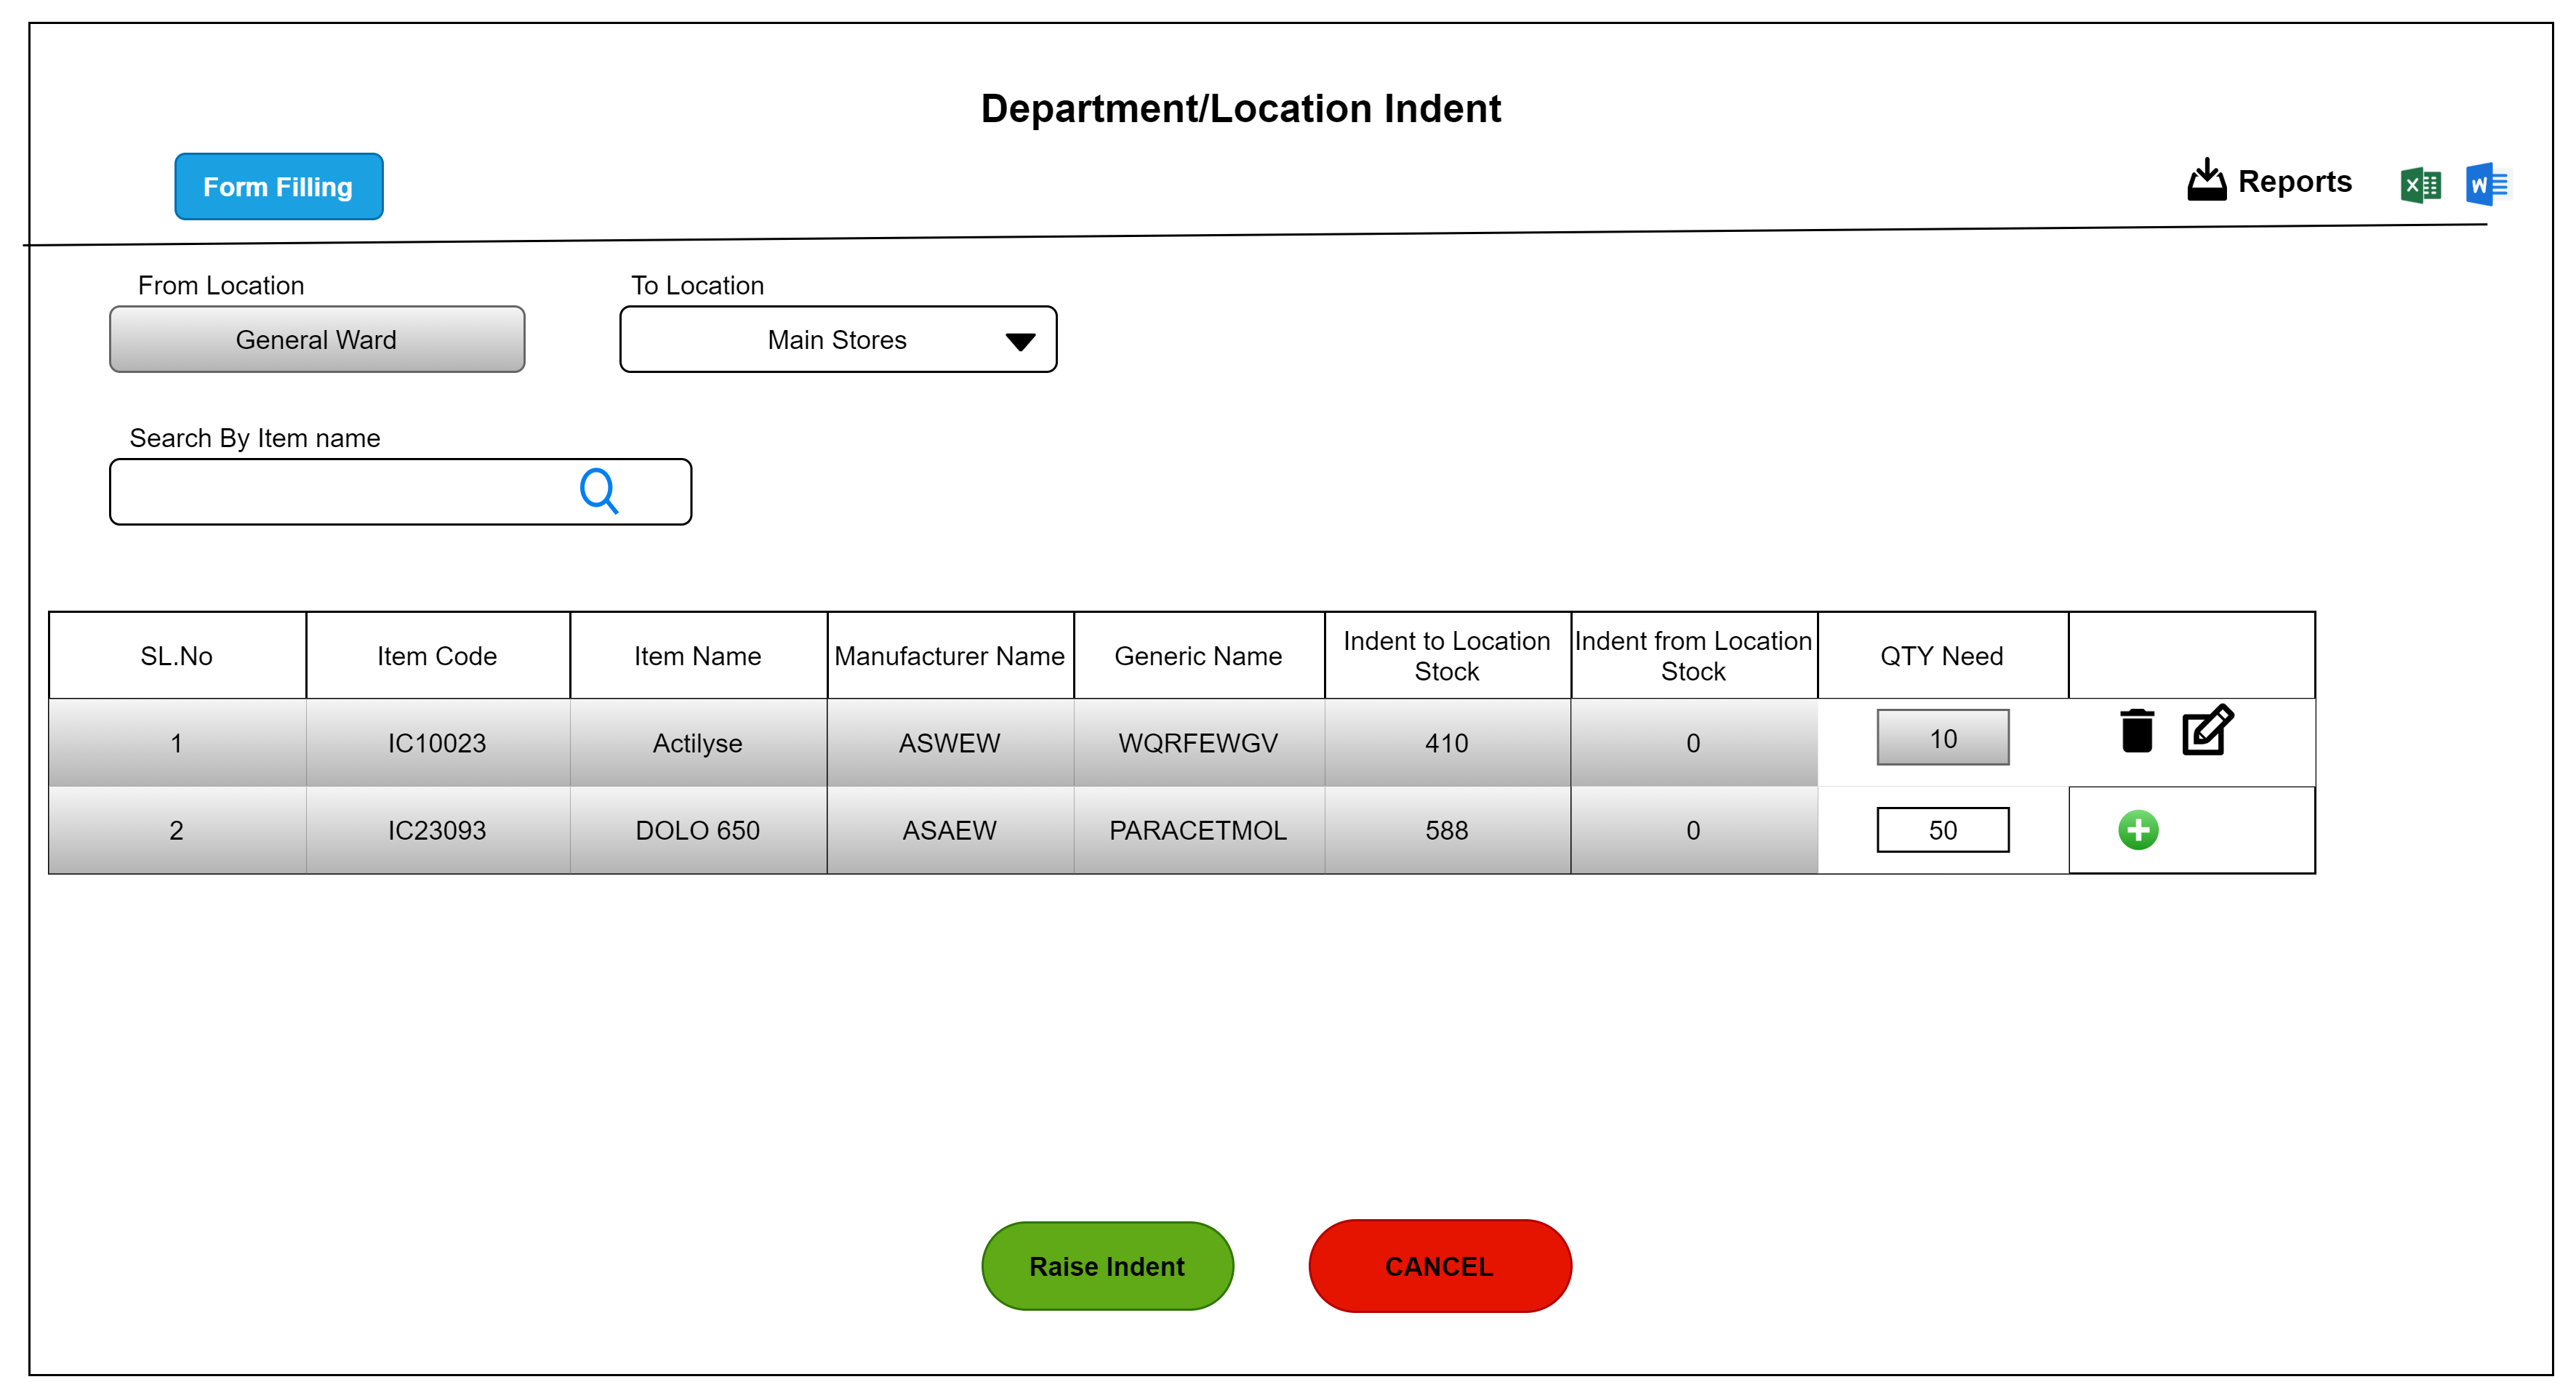 Department/Location Indent
Form Filling
Reports
X
W
From Location
To Location
General Ward
Main Stores
Search By Item name
SL.No Item Code Item Name Manufacturer Name Generic Name Indent to Location Stock Indent from Location Stock QTY Need
1 IC10023 Actilyse ASWEW WQRFEWGV 410 0 10
2 IC23093 DOLO 650 ASAEW PARACETMOL 588 0 50
Raise Indent
CANCEL